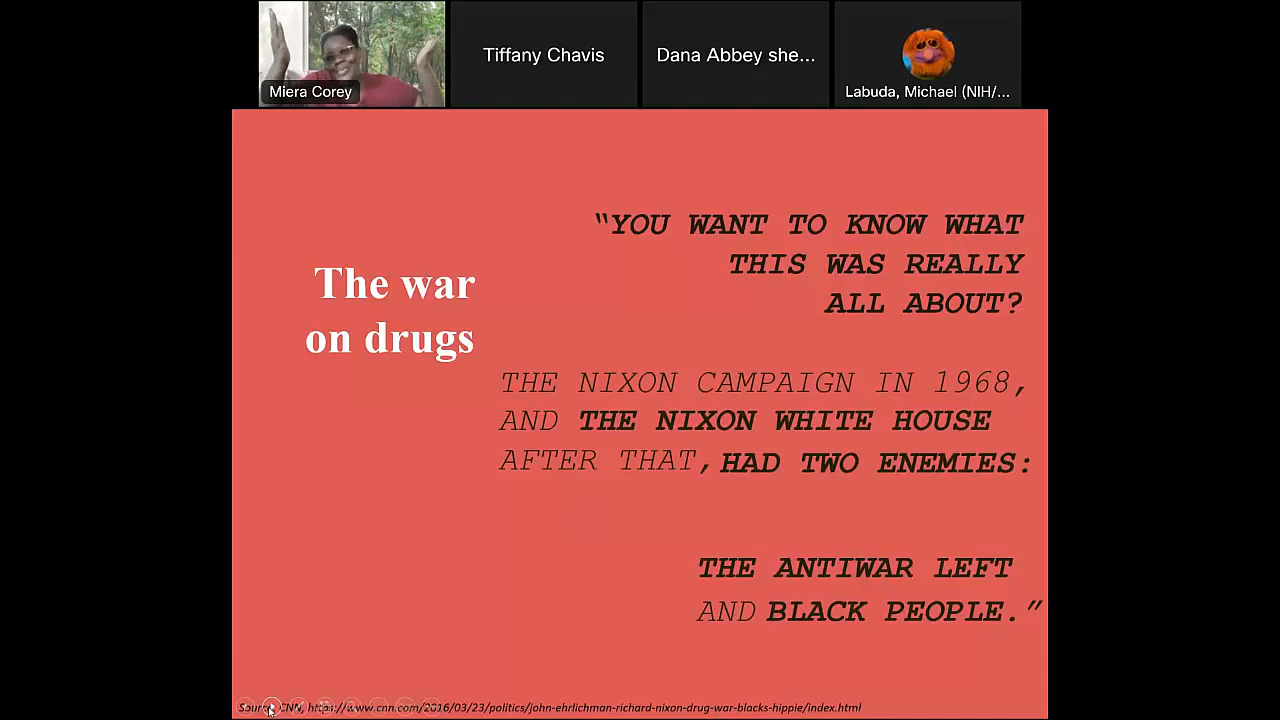 Miera Corey
Tiffany Chavis
Dana Abbey she...
Labuda, Michael (NIH/...
The war
on drugs
“YOU WANT TO KNOW WHAT
THIS WAS REALLY
ALL ABOUT?
THE NIXON CAMPAIGN IN 1968,
AND THE NIXON WHITE HOUSE
AFTER THAT, HAD TWO ENEMIES:
THE ANTIWAR LEFT
AND BLACK PEOPLE.”
Source: CNN, https://www.cnn.com/2016/03/23/politics/john-ehrlichman-richard-nixon-drug-war-blacks-hippie/index.html